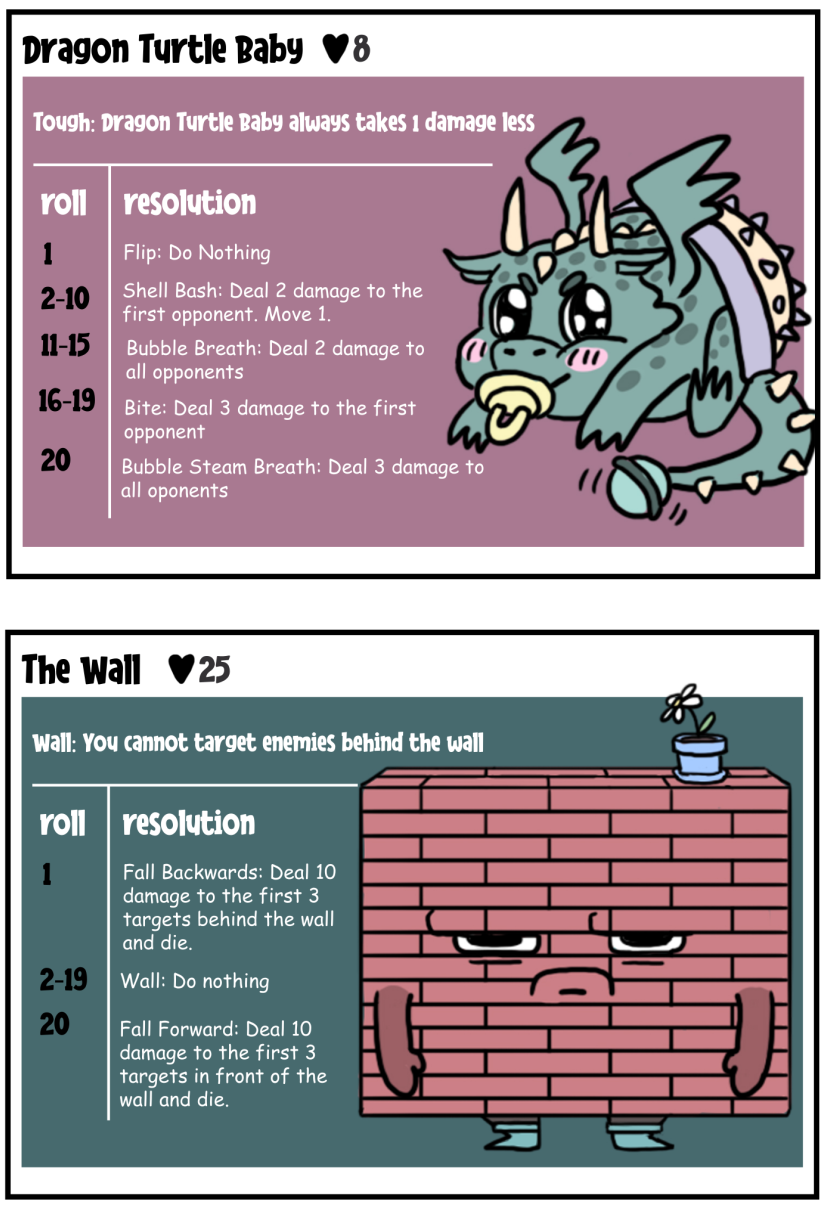 Dragon Turtle Baby ♥8
Tough: Dragon Turtle Baby always takes 1 damage less
roll resolution
1 Flip: Do Nothing
2-10 Shell Bash: Deal 2 damage to the
first opponent. Move 1.
11-15 Bubble Breath: Deal 2 damage to
all opponents
16-19 Bite: Deal 3 damage to the first
opponent
20 Bubble Steam Breath: Deal 3 damage to
all oponents
The Wall ♥25
Wall: You cannot target enemies behind the wall
roll resolution
1 Fall Backwards: Deal 10
damage to the first 3
targets behind the wall
and die.
2-19 Wall: Do nothing
20 Fall Forward: Deal 10
damage to the first 3
targets in front of the
wall and die.